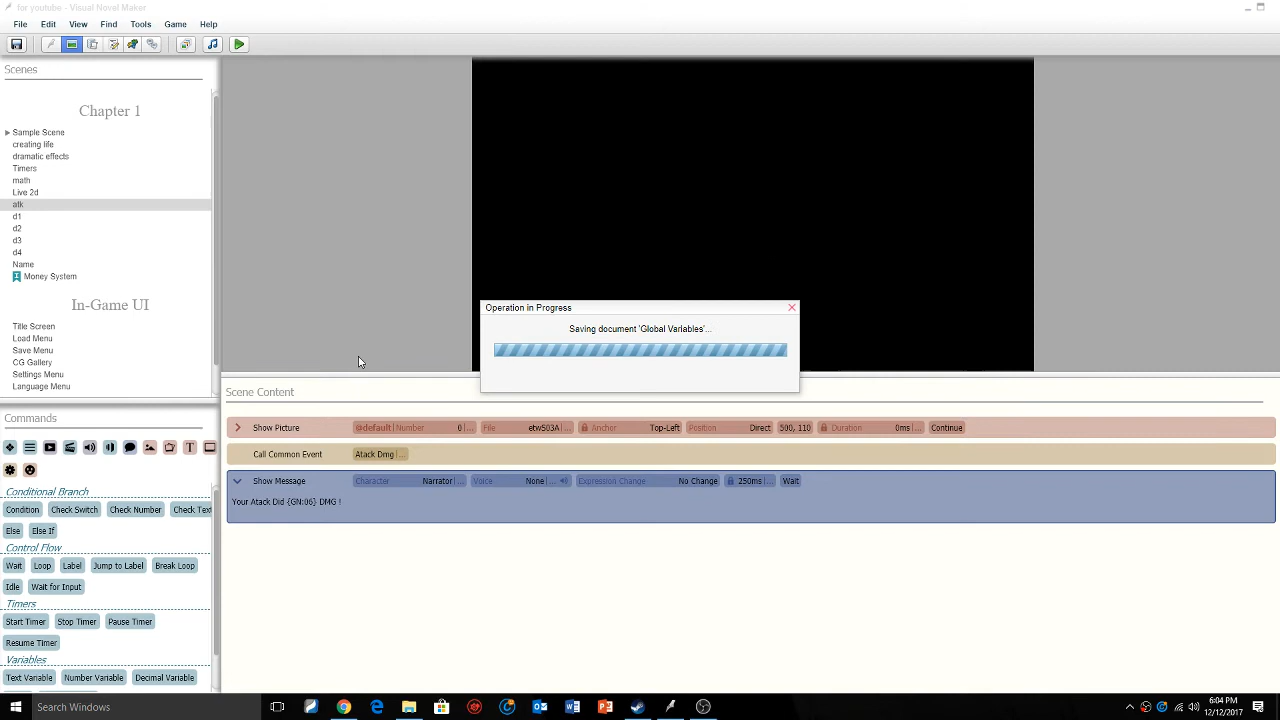 for youtube - Visual Novel Maker
File Edit View Find Tools Game Help
Scenes
Chapter 1
Sample Scene
creating life
dramatic effects
Timers
math
Live 2d
atk
d1
d2
d3
d4
Name
Money System
In-Game UI
Title Screen
Load Menu
Save Menu
CG Gallery
Settings Menu
Language Menu
Operation in Progress
Saving document 'Global Variables'...
Scene Content
Show Picture @default | Number 0 | ... File etwS03A | ... Anchor Top-Left Position Direct 500, 110 Duration 0ms | ... Continue
Call Common Event Atack Dmg | ...
Show Message Character Narrator | ... Voice None | ... Expression Change No Change 250ms | ... Wait
Your Atack Did {GN:06} DMG !
Commands
Conditional Branch
Condition Check Switch Check Number Check Text
Else Else If
Control Flow
Wait Loop Label Jump to Label Break Loop
Idle Wait for Input
Timers
Start Timer Stop Timer Pause Timer
Resume Timer
Variables
Text Variable Number Variable Decimal Variable
Search Windows
6:04 PM
12/12/2017